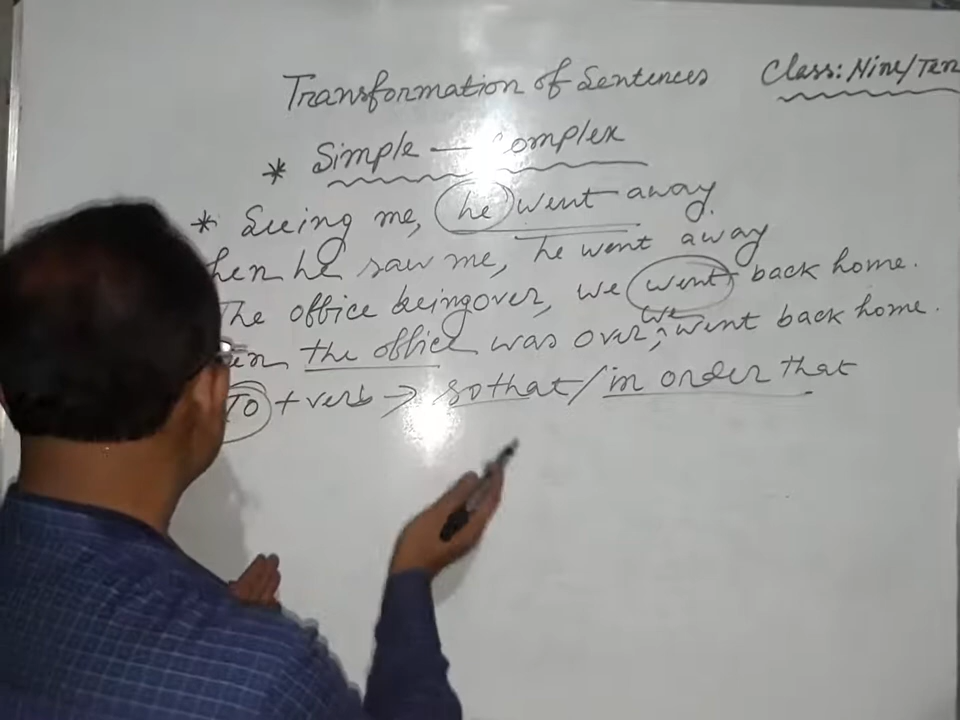 Transformation of Sentences Class: Nine/Ten
* Simple — Complex
* Seeing me, he went away.
hen he saw me, he went away
The office being over, we went back home.
en the office was over, we went back home.
To + verb → so that / in order that